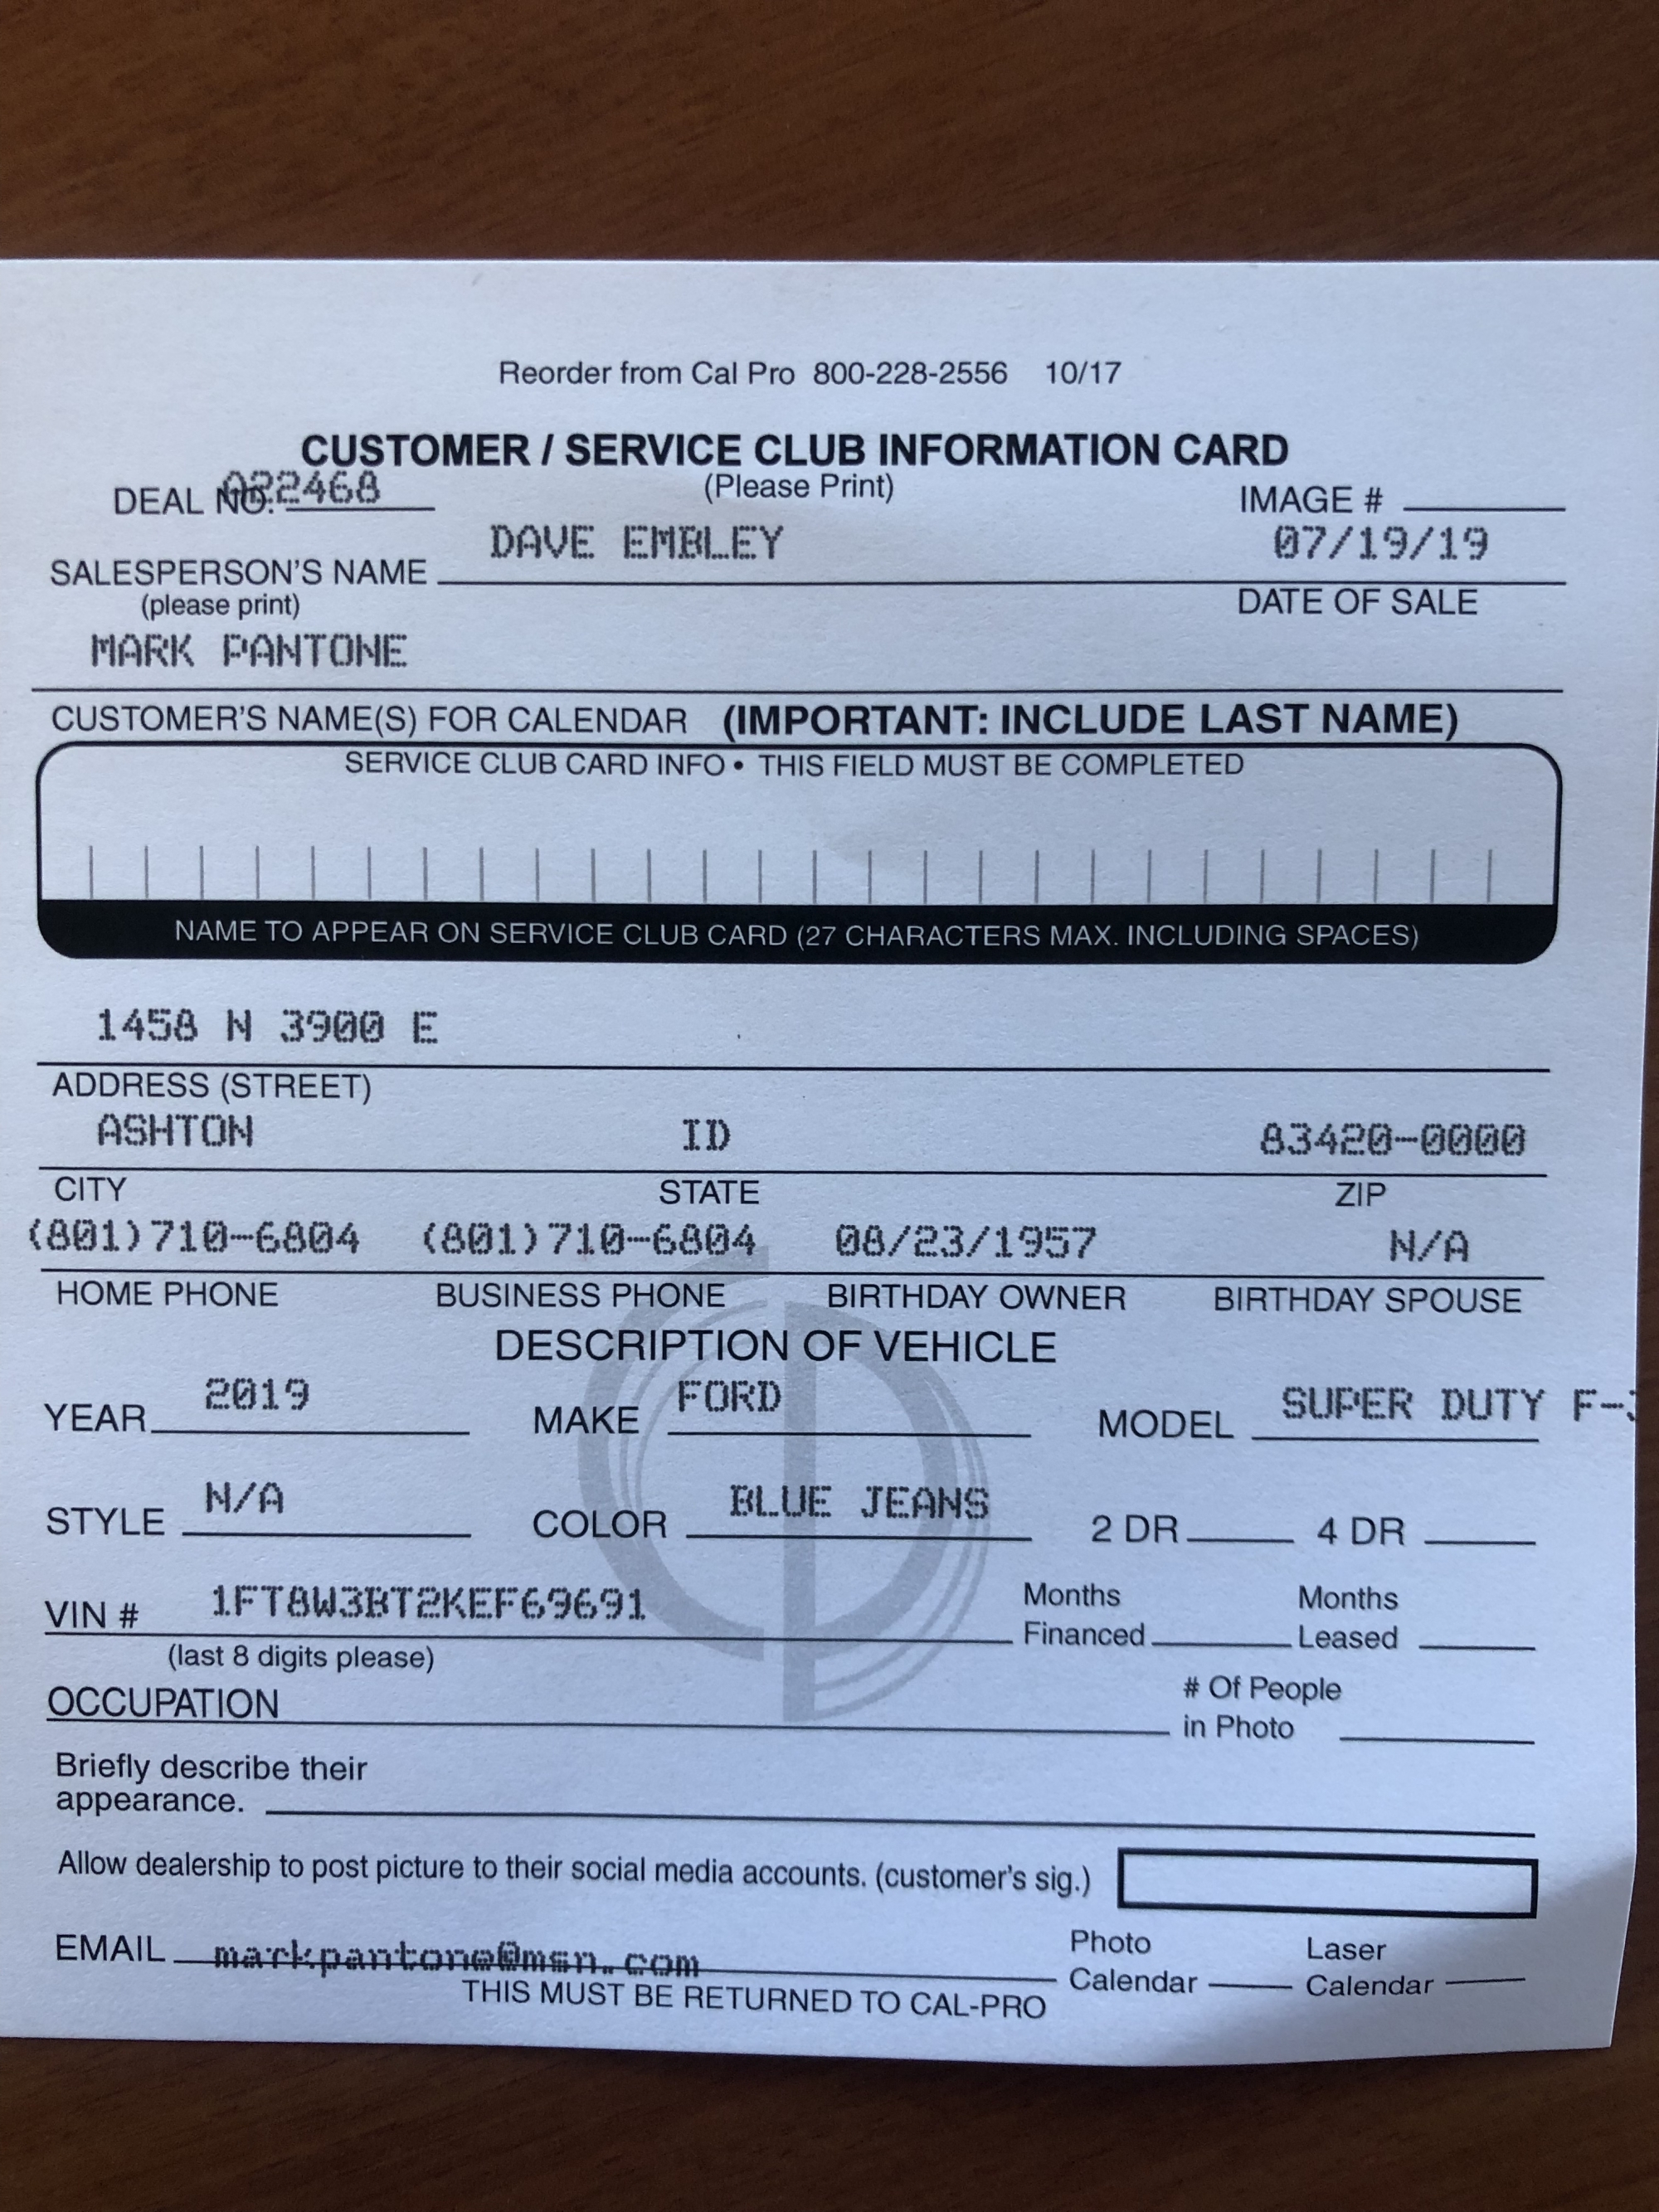 Reorder from Cal Pro 800-228-2556 10/17
CUSTOMER / SERVICE CLUB INFORMATION CARD
DEAL NO. 022468 (Please Print) IMAGE #
SALESPERSON'S NAME DAVE EMBLEY 07/19/19
(please print) DATE OF SALE
MARK PANTONE
CUSTOMER'S NAME(S) FOR CALENDAR (IMPORTANT: INCLUDE LAST NAME)
SERVICE CLUB CARD INFO • THIS FIELD MUST BE COMPLETED
NAME TO APPEAR ON SERVICE CLUB CARD (27 CHARACTERS MAX. INCLUDING SPACES)
1458 N 3900 E
ADDRESS (STREET)
ASHTON ID 83420-0000
CITY STATE ZIP
(801)710-6804 (801)710-6804 08/23/1957 N/A
HOME PHONE BUSINESS PHONE BIRTHDAY OWNER BIRTHDAY SPOUSE
DESCRIPTION OF VEHICLE
YEAR 2019 MAKE FORD MODEL SUPER DUTY F-
STYLE N/A COLOR BLUE JEANS 2 DR 4 DR
VIN # 1FT8W3BT2KEF69691 Months Financed Months Leased
(last 8 digits please)
OCCUPATION # Of People in Photo
Briefly describe their
appearance.
Allow dealership to post picture to their social media accounts. (customer's sig.)
EMAIL markpantone@msn.com Photo Calendar Laser Calendar
THIS MUST BE RETURNED TO CAL-PRO